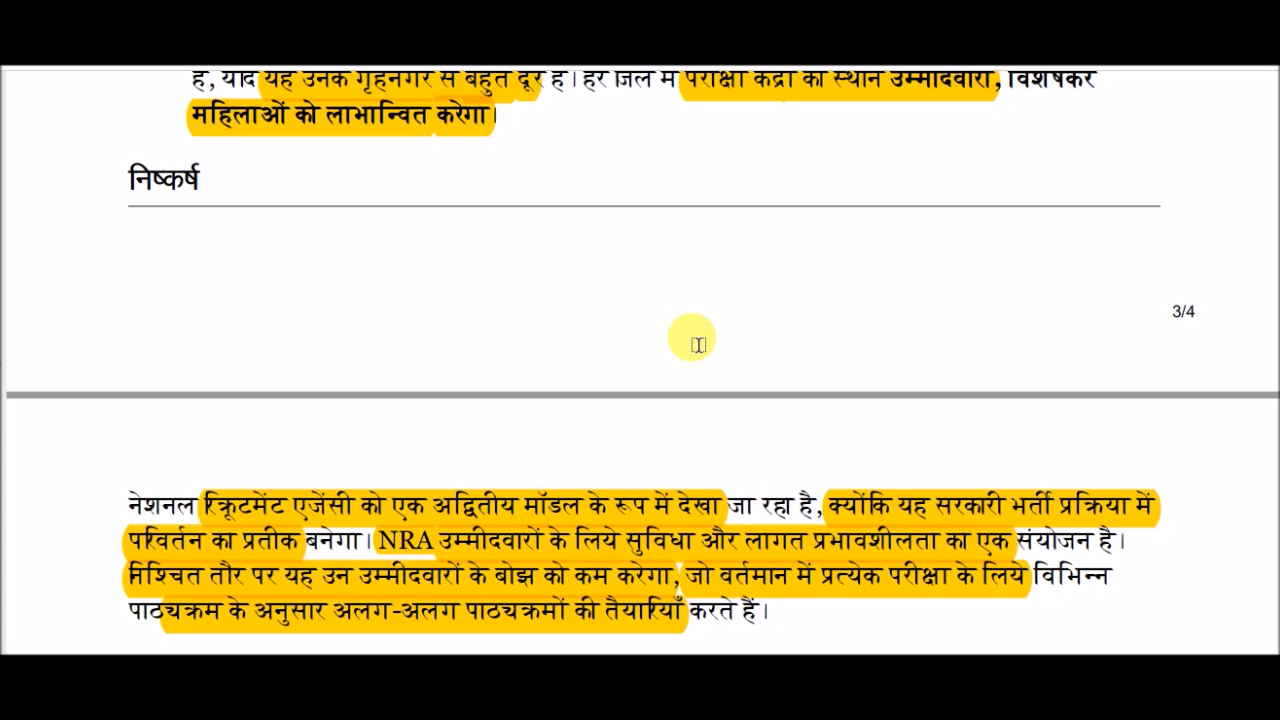 है, यदि यह उनके गृहनगर से बहुत दूर है। हर जिले में परीक्षा केंद्रों का स्थान उम्मीदवारों, विशेषकर
महिलाओं को लाभान्वित करेगा।
निष्कर्ष
3/4
नेशनल रिक्रूटमेंट एजेंसी को एक अद्वितीय मॉडल के रूप में देखा जा रहा है, क्योंकि यह सरकारी भर्ती प्रक्रिया में
परिवर्तन का प्रतीक बनेगा। NRA उम्मीदवारों के लिये सुविधा और लागत प्रभावशीलता का एक संयोजन है।
निश्चित तौर पर यह उन उम्मीदवारों के बोझ को कम करेगा, जो वर्तमान में प्रत्येक परीक्षा के लिये विभिन्न
पाठ्यक्रम के अनुसार अलग-अलग पाठ्यक्रमों की तैयारियाँ करते हैं।